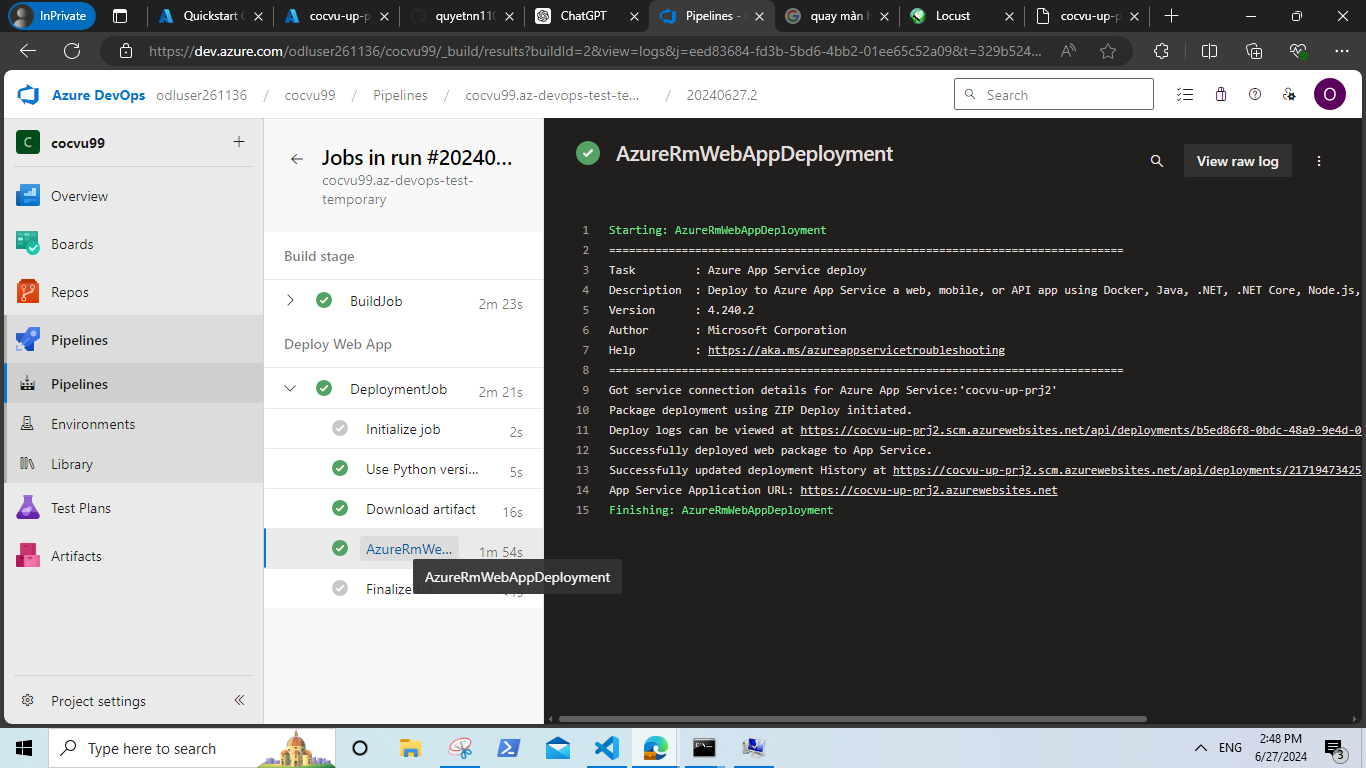 InPrivate
Quickstart C
cocvu-up-p
quyetnn110
ChatGPT
Pipelines -
quay màn h
Locust
cocvu-up-p
https://dev.azure.com/odluser261136/cocvu99/_build/results?buildId=2&view=logs&j=eed83684-fd3b-5bd6-4bb2-01ee65c52a09&t=329b524...
Azure DevOps odluser261136 / cocvu99 / Pipelines / cocvu99.az-devops-test-te... / 20240627.2
Search
O
C cocvu99 +
Overview
Boards
Repos
Pipelines
Pipelines
Environments
Library
Test Plans
Artifacts
Project settings
Jobs in run #20240...
cocvu99.az-devops-test-
temporary
Build stage
BuildJob 2m 23s
Deploy Web App
DeploymentJob 2m 21s
Initialize job 2s
Use Python versi... 5s
Download artifact 16s
AzureRmWe... 1m 54s
AzureRmWebAppDeployment
Finalize
AzureRmWebAppDeployment
View raw log
1 Starting: AzureRmWebAppDeployment
2 ==============================================================================
3 Task : Azure App Service deploy
4 Description : Deploy to Azure App Service a web, mobile, or API app using Docker, Java, .NET, .NET Core, Node.js,
5 Version : 4.240.2
6 Author : Microsoft Corporation
7 Help : https://aka.ms/azureappservicetroubleshooting
8 ==============================================================================
9 Got service connection details for Azure App Service:'cocvu-up-prj2'
10 Package deployment using ZIP Deploy initiated.
11 Deploy logs can be viewed at https://cocvu-up-prj2.scm.azurewebsites.net/api/deployments/b5ed86f8-0bdc-48a9-9e4d-0
12 Successfully deployed web package to App Service.
13 Successfully updated deployment History at https://cocvu-up-prj2.scm.azurewebsites.net/api/deployments/21719473425
14 App Service Application URL: https://cocvu-up-prj2.azurewebsites.net
15 Finishing: AzureRmWebAppDeployment
Type here to search
ENG
2:48 PM
6/27/2024
3